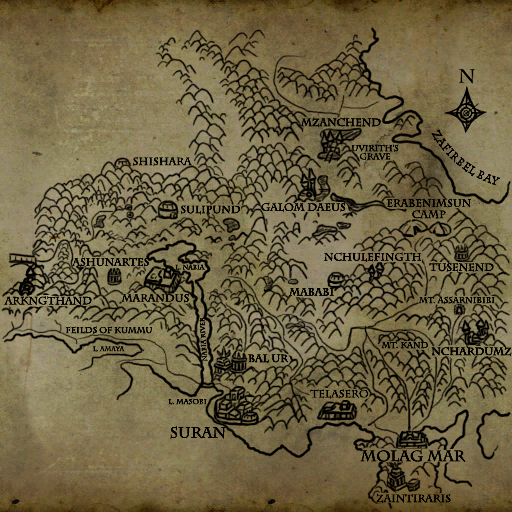 N
MZANCHEND
ZAFIRBEL BAY
UVIRITH'S
GRAVE
SHISHARA
GALOM DAEUS
ERABENIMSUN
CAMP
SULIPUND
NCHULEFINGTH
TUSENEND
ASHUNARTES
L. NABIA
MARANDUS
MABABI
ARKNGTHAND
MT. ASSARNIBIBI
FEILDS OF KUMMU
NABIA RIVER
L. AMAYA
MT. KAND
NCHARDUMZ
BAL UR
TELASERO
L. MASOBI
SURAN
MOLAG MAR
ZAINTIRARIS